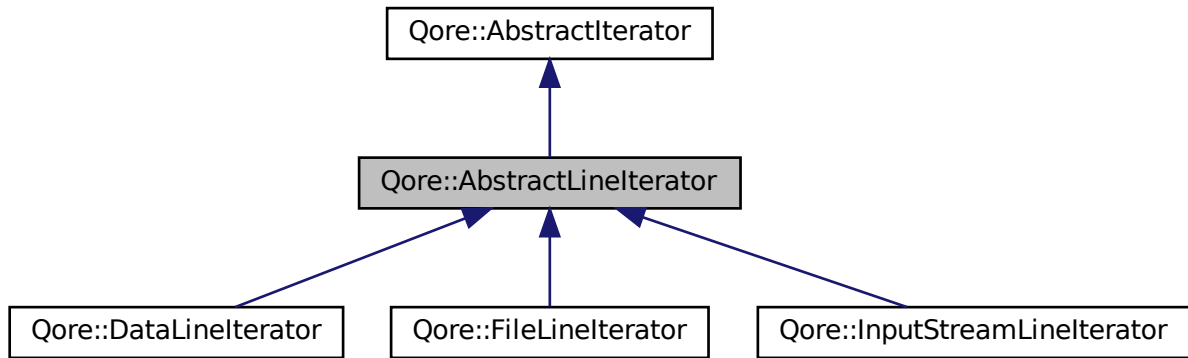 Qore::AbstractIterator
Qore::AbstractLineIterator
Qore::DataLineIterator
Qore::FileLineIterator
Qore::InputStreamLineIterator